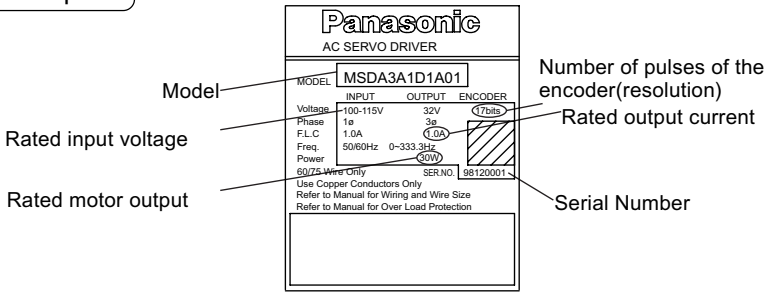 Panasonic
AC SERVO DRIVER
MODEL MSDA3A1D1A01
INPUT OUTPUT ENCODER
Voltage 100-115V 32V 17bits
Phase 1ø 3ø
F.L.C 1.0A 1.0A
Freq. 50/60Hz 0~333.3Hz
Power 30W
60/75 Wire Only SER.NO. 98120001
Use Copper Conductors Only
Refer to Manual for Wiring and Wire Size
Refer to Manual for Over Load Protection
Model
Rated input voltage
Rated motor output
Number of pulses of the
encoder(resolution)
Rated output current
Serial Number